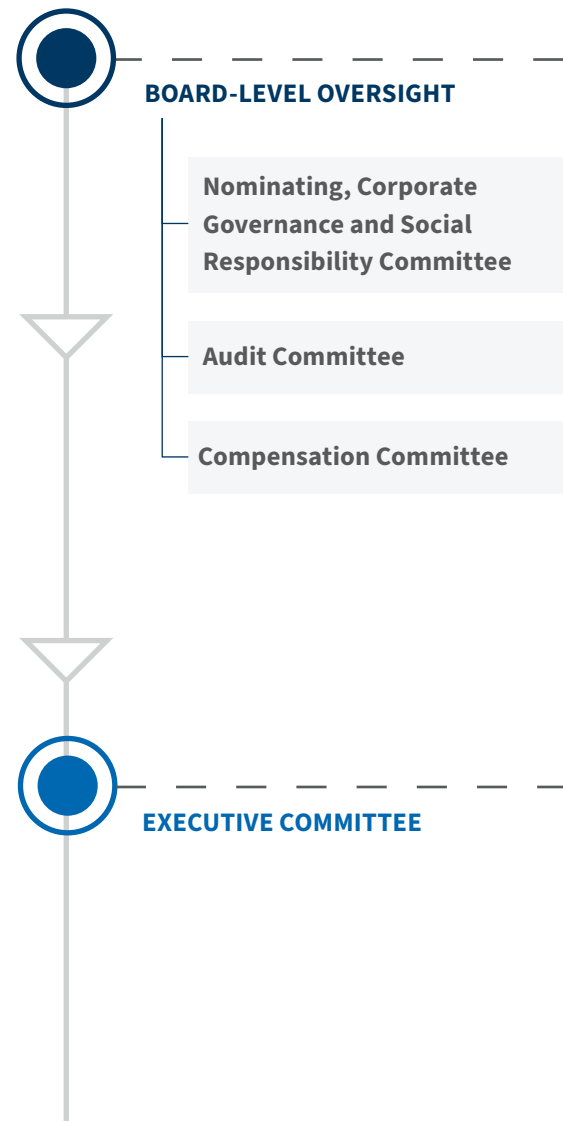 BOARD-LEVEL OVERSIGHT
Nominating, Corporate
Governance and Social
Responsibility Committee
Audit Committee
Compensation Committee
EXECUTIVE COMMITTEE